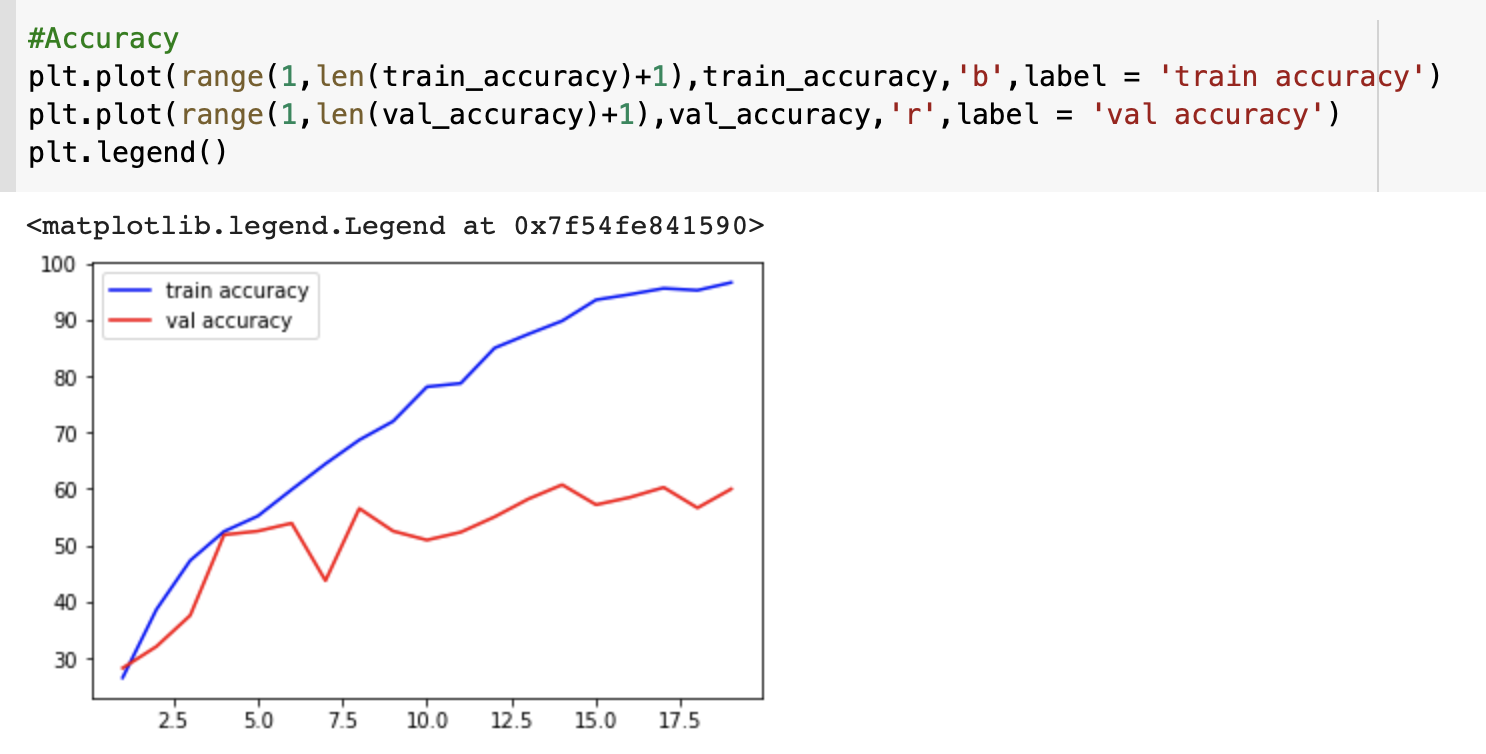 #Accuracy
plt.plot(range(1,len(train_accuracy)+1),train_accuracy,'b',label = 'train accuracy')
plt.plot(range(1,len(val_accuracy)+1),val_accuracy,'r',label = 'val accuracy')
plt.legend()
<matplotlib.legend.Legend at 0x7f54fe841590>
100
train accuracy
val accuracy
90
80
70
60
50
40
30
2.5 5.0 7.5 10.0 12.5 15.0 17.5